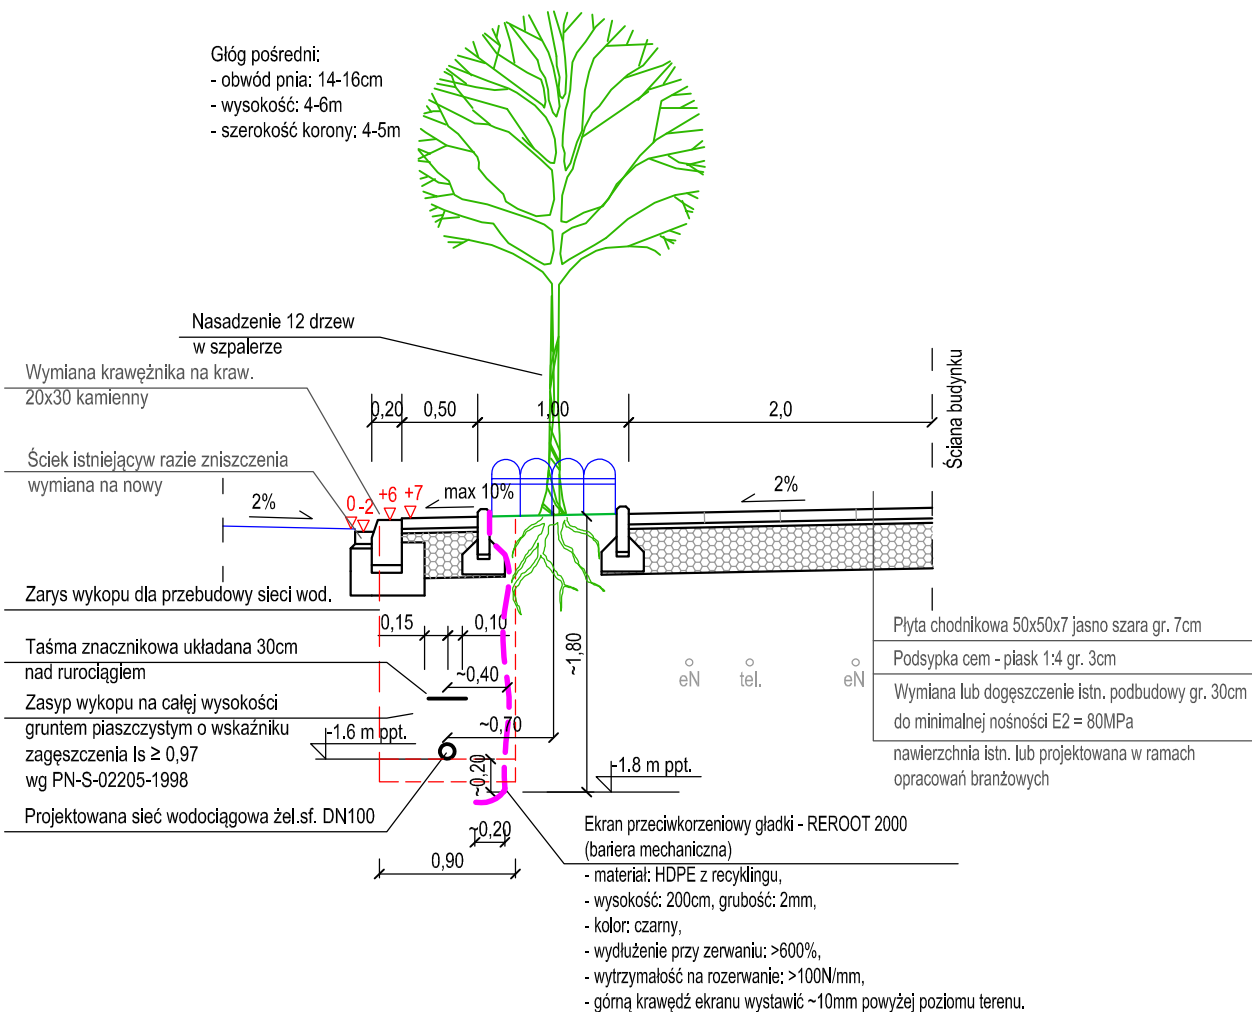 Głóg pośredni:
- obwód pnia: 14-16cm
- wysokość: 4-6m
- szerokość korony: 4-5m
Nasadzenie 12 drzew
w szpalerze
Wymiana krawężnika na kraw.
20x30 kamienny
0,20
0,50
1,00
2,0
Ściana budynku
Ściek istniejącyw razie zniszczenia
wymiana na nowy
2%
0
-2
+6
+7
max 10%
2%
Zarys wykopu dla przebudowy sieci wod.
0,15
0,10
Taśma znacznikowa układana 30cm
nad rurociągiem
~0,40
~1,80
eN
tel.
eN
Płyta chodnikowa 50x50x7 jasno szara gr. 7cm
Podsypka cem - piask 1:4 gr. 3cm
Wymiana lub dogęszczenie istn. podbudowy gr. 30cm
do minimalnej nośności E2 = 80MPa
nawierzchnia istn. lub projektowana w ramach
opracowań branżowych
Zasyp wykopu na całęj wysokości
gruntem piaszczystym o wskaźniku
zagęszczenia Is ≥ 0,97
wg PN-S-02205-1998
-1.6 m ppt.
~0,70
~0,20
-1.8 m ppt.
Projektowana sieć wodociągowa żel.sf. DN100
~0,20
0,90
Ekran przeciwkorzeniowy gładki - REROOT 2000
(bariera mechaniczna)
- materiał: HDPE z recyklingu,
- wysokość: 200cm, grubość: 2mm,
- kolor: czarny,
- wydłużenie przy zerwaniu: >600%,
- wytrzymałość na rozerwanie: >100N/mm,
- górną krawędź ekranu wystawić ~10mm powyżej poziomu terenu.